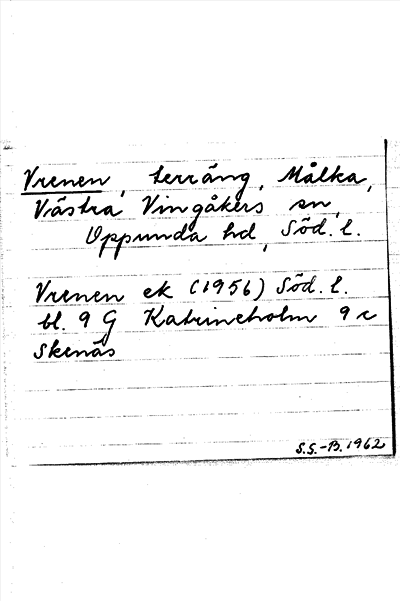 Vrenen, terräng, Målka,
Västra Vingåkers sn,
Oppunda hd, Söd. l.
Vrenen ek (1956) Söd. l.
bl. 9 G Katrineholm 9 c
Skenäs
S.S.-B. 1962